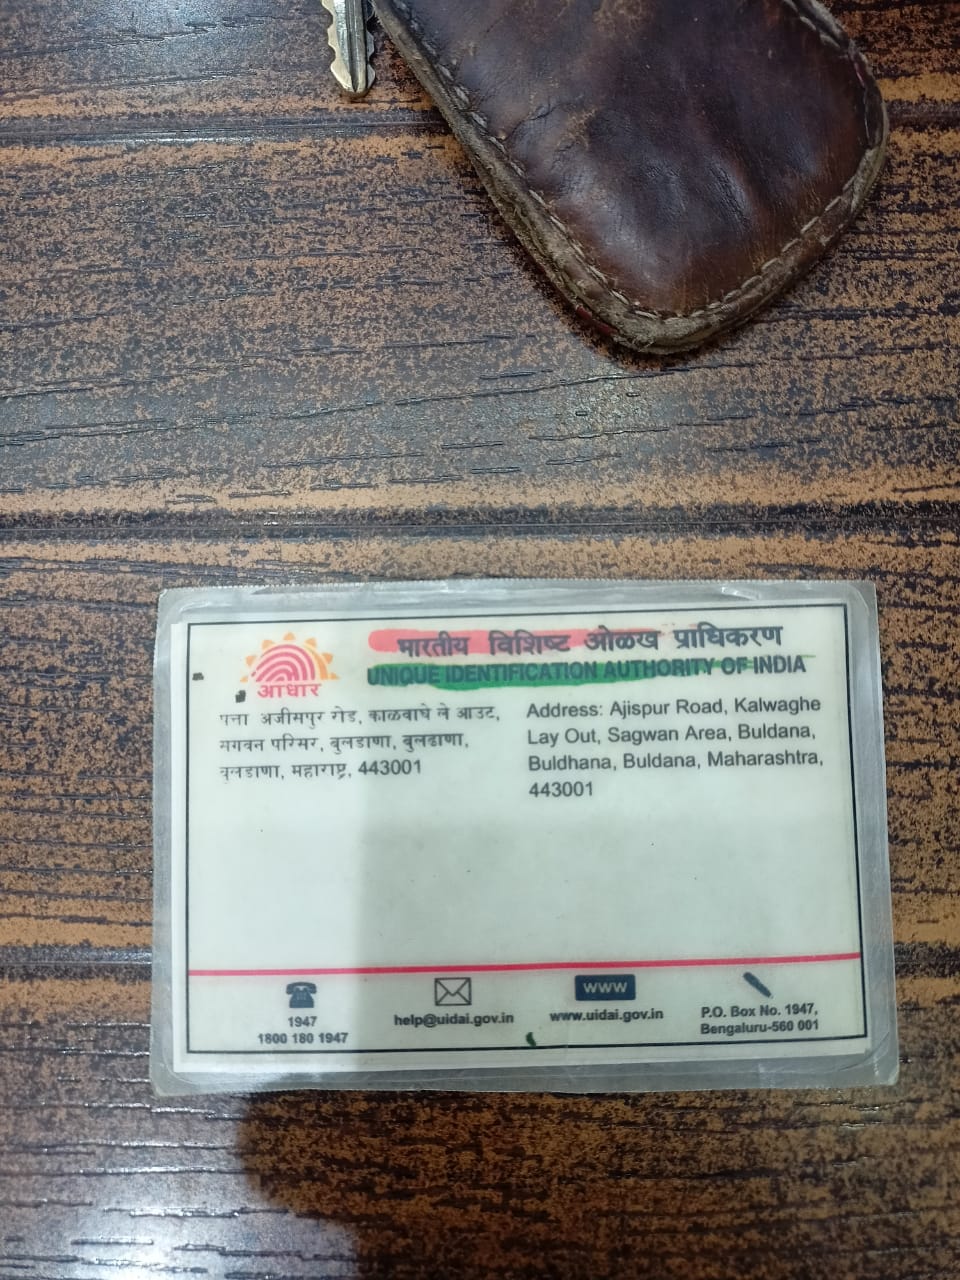 भारतीय विशिष्ट ओळख प्राधिकरण
UNIQUE IDENTIFICATION AUTHORITY OF INDIA
आधार
पत्ता अजीसपुर रोड, काळवाघे ले आउट,
सगवन परिसर, बुलडाणा, बुलढाणा,
बुलडाणा, महाराष्ट्र, 443001
Address: Ajispur Road, Kalwaghe
Lay Out, Sagwan Area, Buldana,
Buldhana, Buldana, Maharashtra,
443001
1947
1800 180 1947
help@uidai.gov.in
WWW
www.uidai.gov.in
P.O. Box No. 1947,
Bengaluru-560 001